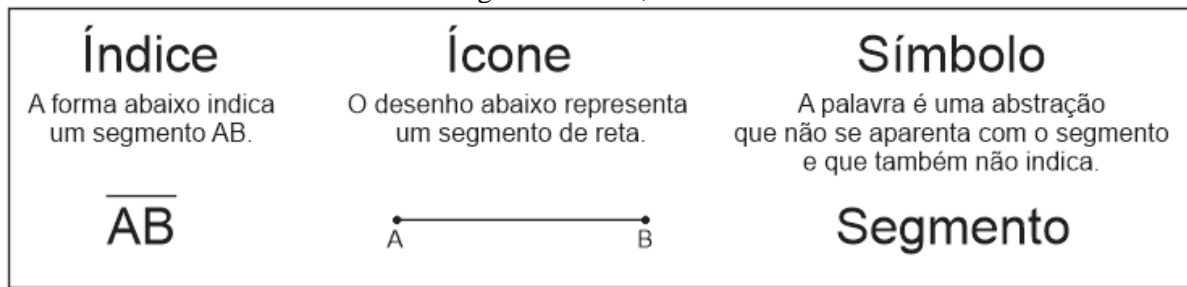 Índice
A forma abaixo indica
um segmento AB.
AB
Ícone
O desenho abaixo representa
um segmento de reta.
A B
Símbolo
A palavra é uma abstração
que não se aparenta com o segmento
e que também não indica.
Segmento